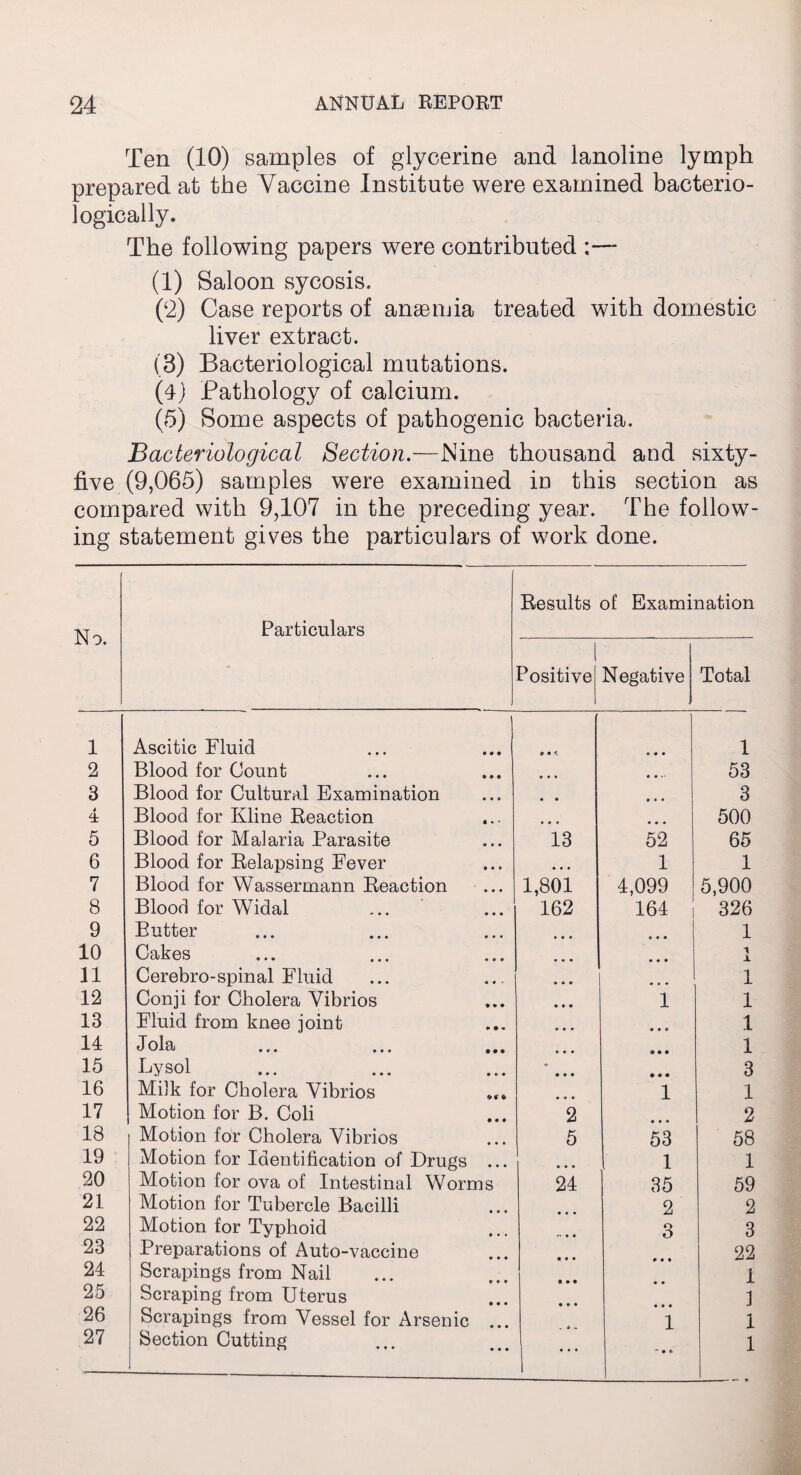 24 ANNUAL REPORT
Ten (10) samples of glycerine and lanoline lymph
prepared at the Vaccine Institute were examined bacterio-
logically.
The following papers were contributed :—
(1) Saloon sycosis.
(2) Case reports of anæmia treated with domestic
liver extract.
(3) Bacteriological mutations.
(4) Pathology of calcium.
(5) Some aspects of pathogenic bacteria.
Bacteriological Section.—Nine thousand and sixty-
five (9,065) samples were examined in this section as
compared with 9,107 in the preceding year. The follow-
ing statement gives the particulars of work done.
No. Particulars Results of Examination
Positive Negative Total
1 Ascitic Fluid ... ... ... ... 1
2 Blood for Count ... ... ... ... 53
3 Blood for Cultural Examination ... .. ... 3
4 Blood for Kline Reaction ... ... ... 500
5 Blood for Malaria Parasite ... 13 52 65
6 Blood for Relapsing Fever ... ... 1 1
7 Blood for Wassermann Reaction ... 1,801 4,099 5,900
8 Blood for Widal ... ... 162 164 326
9 Butter ... ... ... ... ... 1
10 Cakes ... ... ... ... ... 1
11 Cerebro-spinal Fluid ... ... ... ... 1
12 Conji for Cholera Vibrios ... ... 1 1
13 Fluid from knee joint ... ... ... 1
14 Jola ... ... ... ... ... 1
15 Lysol ... ... ... ... ... 3
16 Milk for Cholera Vibrios ... ... 1 1
17 Motion for B. Coli ... 2 ... 2
18 Motion for Cholera Vibrios ... 5 53 58
19 Motion for Identification of Drugs ... ... 1 1
20 Motion for ova of Intestinal Worms 24 35 59
21 Motion for Tubercle Bacilli ... ... 2 2
22 Motion for Typhoid ... ... 3 3
23 Preparations of Auto-vaccine ... ... ... 22
24 Scrapings from Nail ... ... ... .. 1
25 Scraping from Uterus ... ... ... 1
26 Scrapings from Vessel for Arsenic ... ... 1 1
27 Section Cutting ... ... ... ... 1